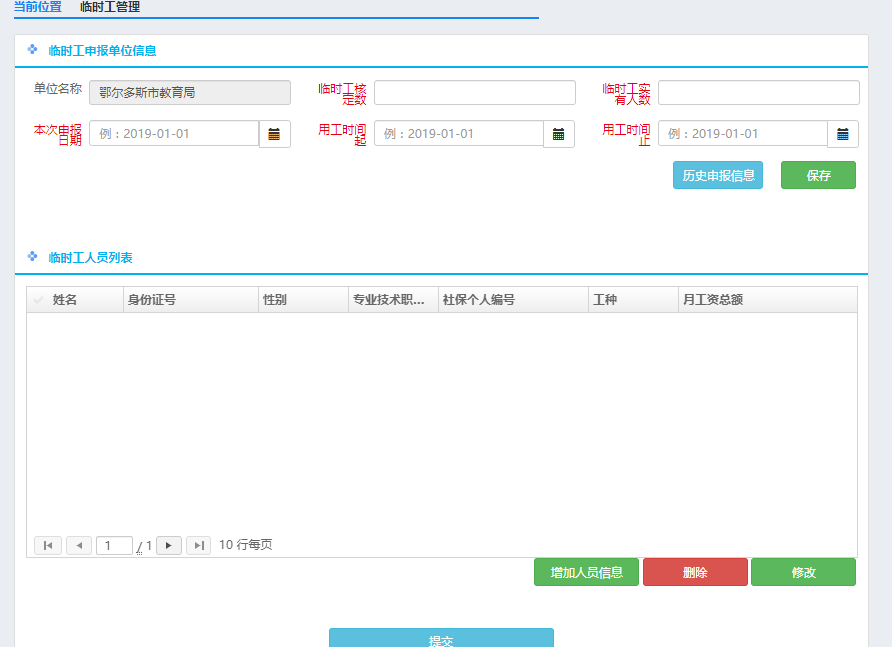 当前位置 临时工管理
临时工申报单位信息
单位名称 鄂尔多斯市教育局 临时工核定数 临时工实有人数
本次申报日期 例：2019-01-01 用工时间起 例：2019-01-01 用工时间止 例：2019-01-01
历史申报信息 保存
临时工人员列表
姓名 身份证号 性别 专业技术职... 社保个人编号 工种 月工资总额
1 / 1 10 行每页
增加人员信息 删除 修改
提交